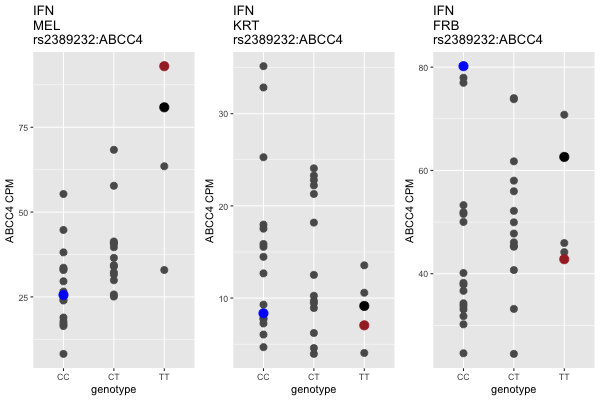 IFN
MEL
rs2389232:ABCC4
ABCC4 CPM
75
50
25
CC CT TT
genotype
IFN
KRT
rs2389232:ABCC4
ABCC4 CPM
30
20
10
CC CT TT
genotype
IFN
FRB
rs2389232:ABCC4
ABCC4 CPM
80
60
40
CC CT TT
genotype